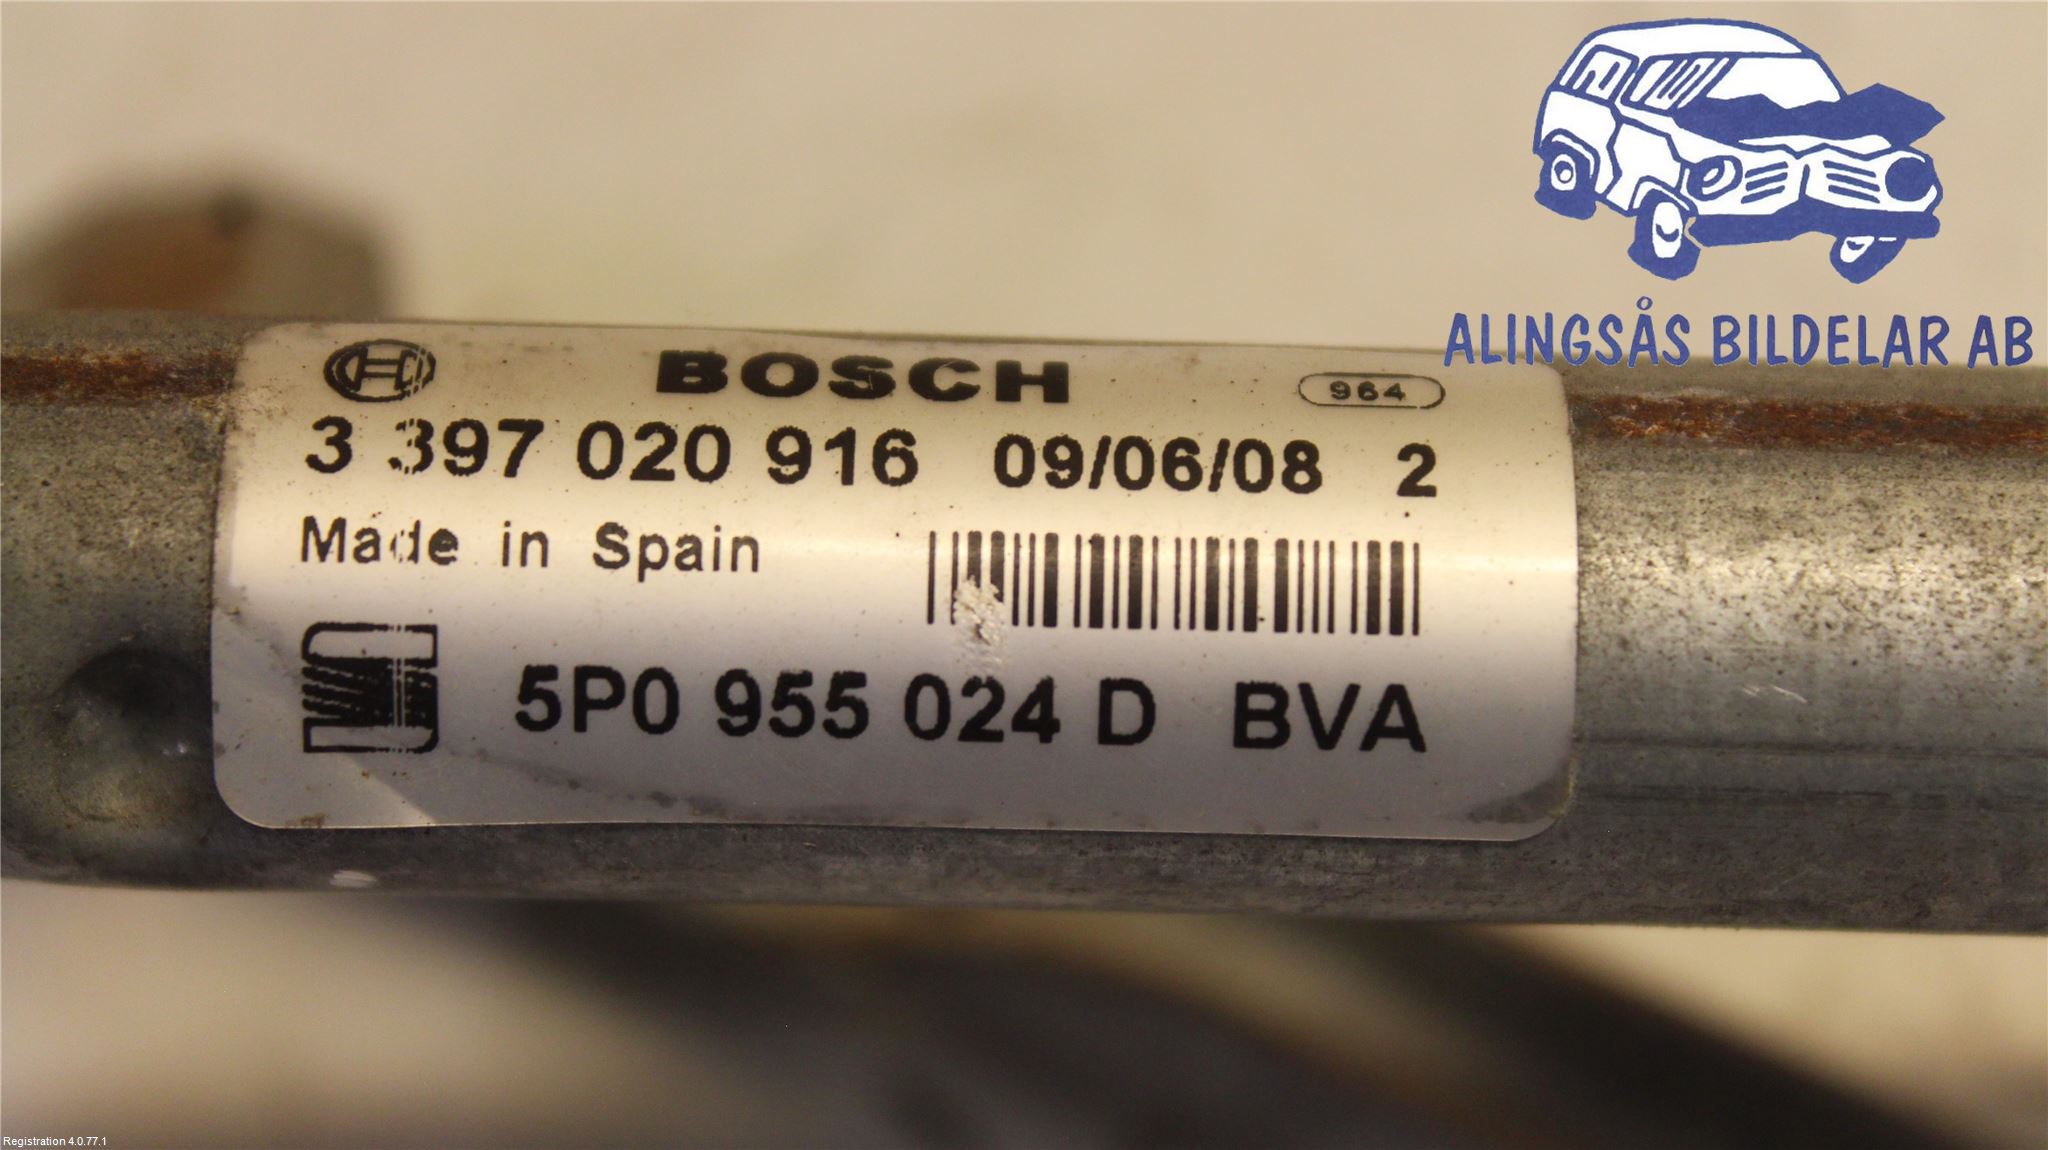 ALINGSÅS BILDELAR AB
BOSCH 964
3 397 020 916 09/06/08 2
Made in Spain
5P0 955 024 D BVA
Registration 4.0.77.1